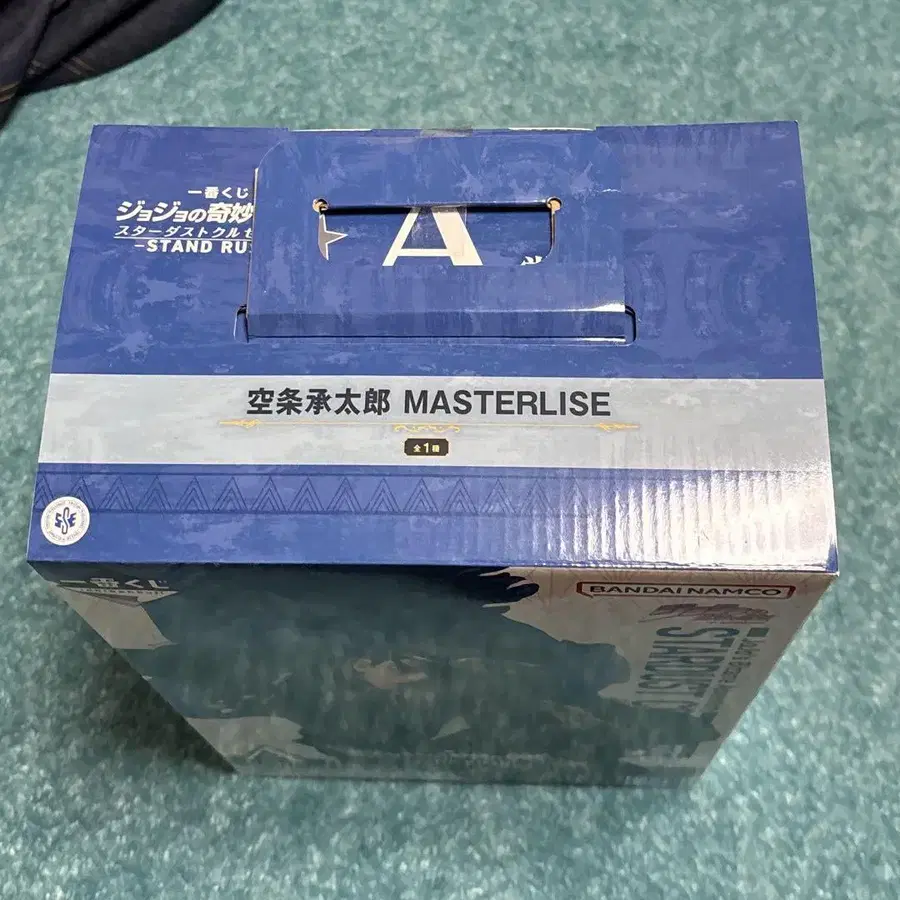 一番くじ
ジョジョの奇妙
スターダストクルセ
-STAND RU
A
空条承太郎 MASTERLISE
全1種
一番くじ
BANDAI NAMCO
STARDUST C